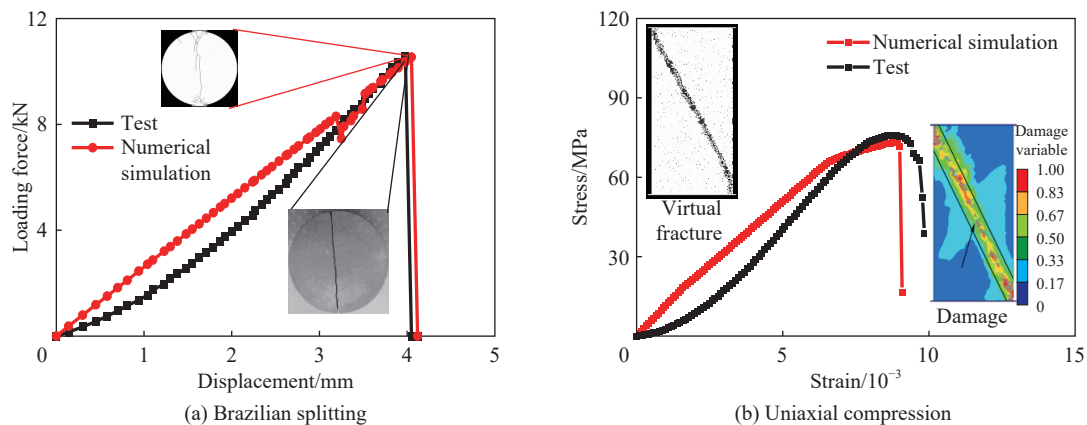 12
8
4
0
Loading force/kN
Test
Numerical
simulation
1
2
3
4
5
Displacement/mm
(a) Brazilian splitting
120
90
60
30
0
Stress/MPa
Numerical simulation
Test
Virtual
fracture
Damage
variable
1.00
0.83
0.67
0.50
0.33
0.17
0
Damage
5
10
15
Strain/10⁻³
(b) Uniaxial compression